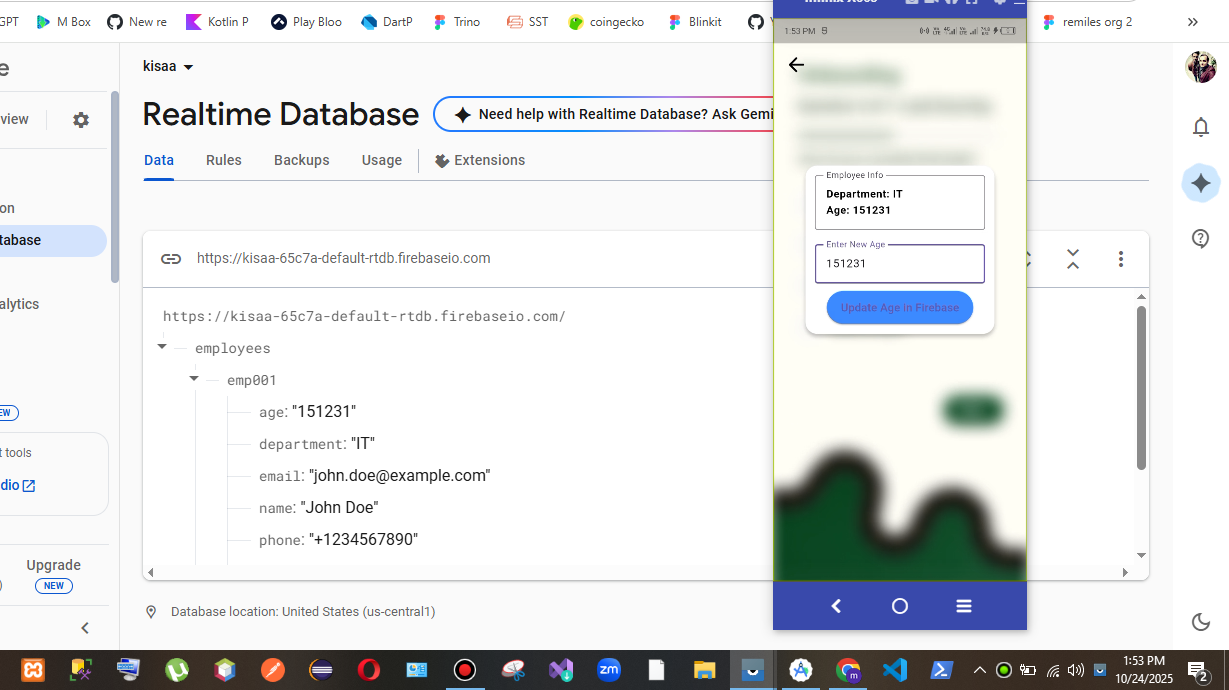 GPT
M Box
New re
Kotlin P
Play Bloo
DartP
Trino
SST
coingecko
Blinkit
remiles org 2
»
1:53 PM
e
view
on
tabase
alytics
EW
t tools
dio
Upgrade
NEW
kisaa
Realtime Database
Need help with Realtime Database? Ask Gemi
Data
Rules
Backups
Usage
Extensions
https://kisaa-65c7a-default-rtdb.firebaseio.com
https://kisaa-65c7a-default-rtdb.firebaseio.com/
employees
emp001
age: "151231"
department: "IT"
email: "john.doe@example.com"
name: "John Doe"
phone: "+1234567890"
Database location: United States (us-central1)
Employee Info
Department: IT
Age: 151231
Enter New Age
151231
Update Age in Firebase
zm
m
1:53 PM
10/24/2025
2